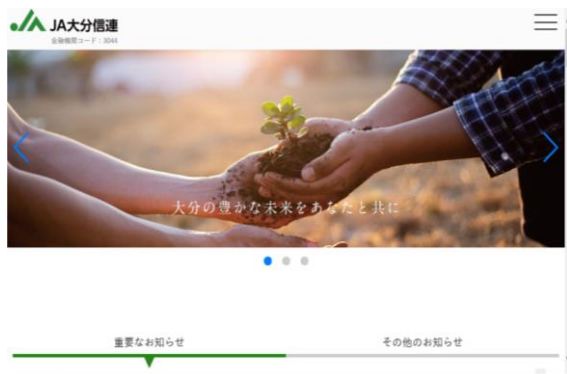 JA大分信連
金融機関コード：3044
大分の豊かな未来をあなたと共に
重要なお知らせ
その他のお知らせ